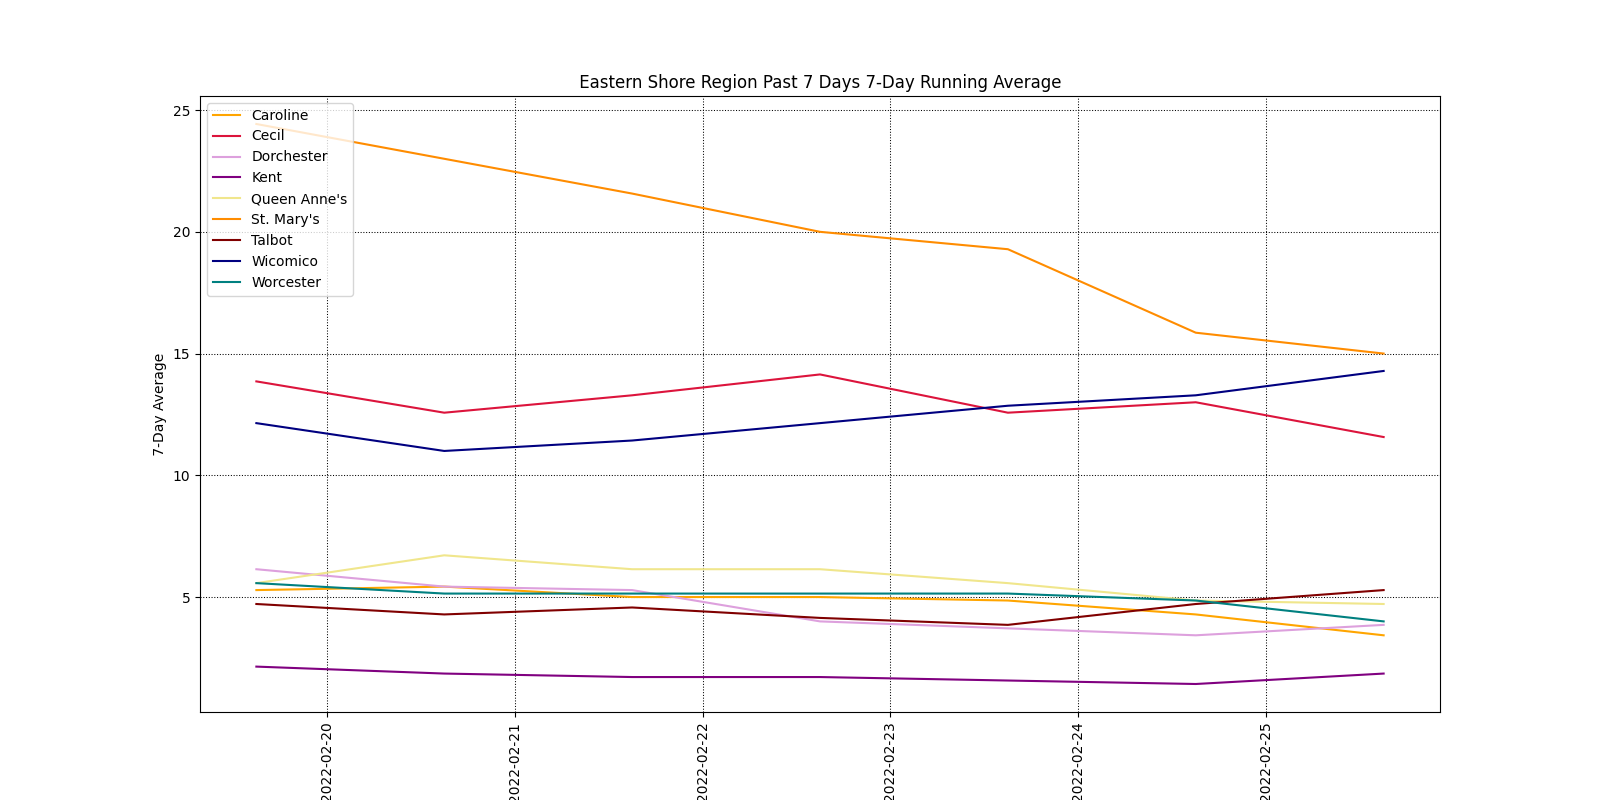 Eastern Shore Region Past 7 Days 7-Day Running Average
25
20
15
10
5
7-Day Average
Caroline
Cecil
Dorchester
Kent
Queen Anne's
St. Mary's
Talbot
Wicomico
Worcester
2022-02-20
2022-02-21
2022-02-22
2022-02-23
2022-02-24
2022-02-25